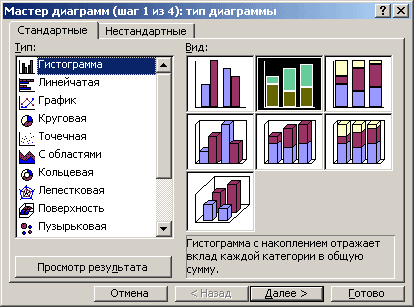 Мастер диаграмм (шаг 1 из 4): тип диаграммы
Стандартные Нестандартные
Тип: Вид:
Гистограмма
Линейчатая
График
Круговая
Точечная
С областями
Кольцевая
Лепестковая
Поверхность
Пузырьковая
Гистограмма с накоплением отражает
вклад каждой категории в общую
сумму.
Просмотр результата
Отмена < Назад Далее > Готово